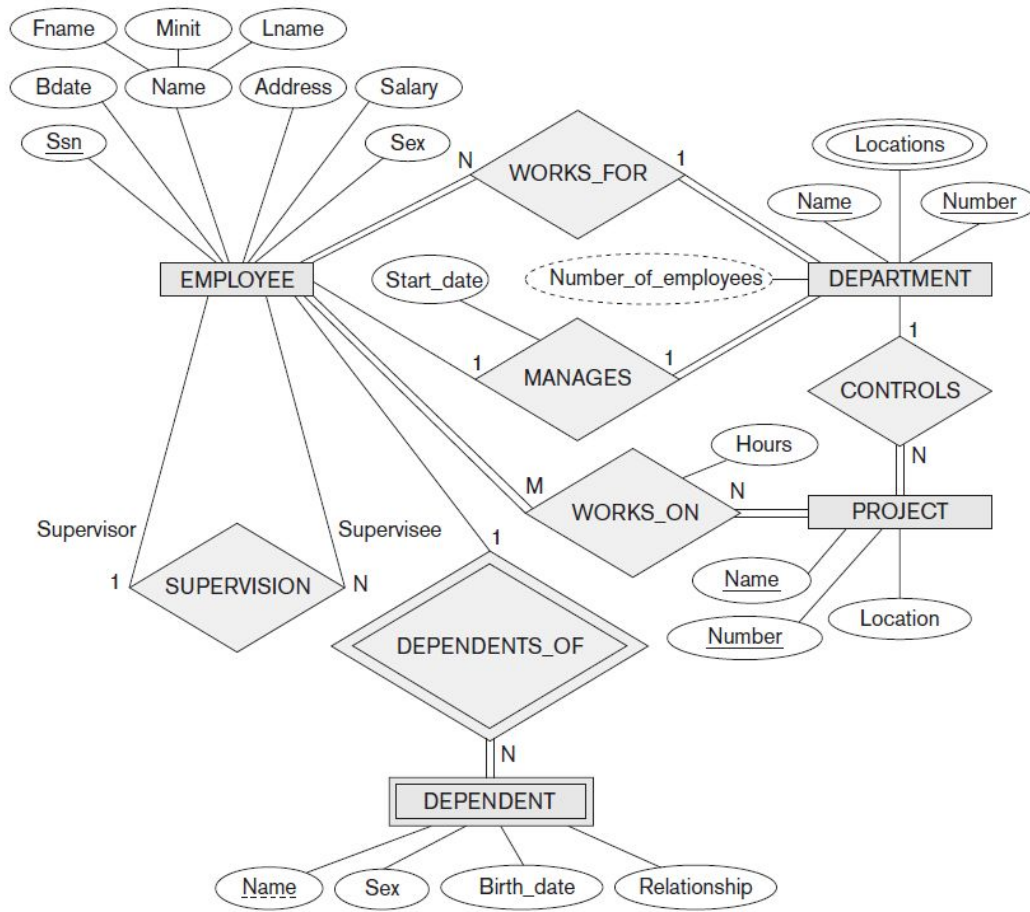 Fname Minit Lname
Bdate Name Address Salary
Ssn Sex
N WORKS_FOR 1
Locations
Name Number
EMPLOYEE
Start_date
Number_of_employees
DEPARTMENT
1 MANAGES 1
1
CONTROLS
N
Hours
M WORKS_ON N
PROJECT
Supervisor Supervisee
1 SUPERVISION N
1
Name
Number
Location
DEPENDENTS_OF
N
DEPENDENT
Name Sex Birth_date Relationship